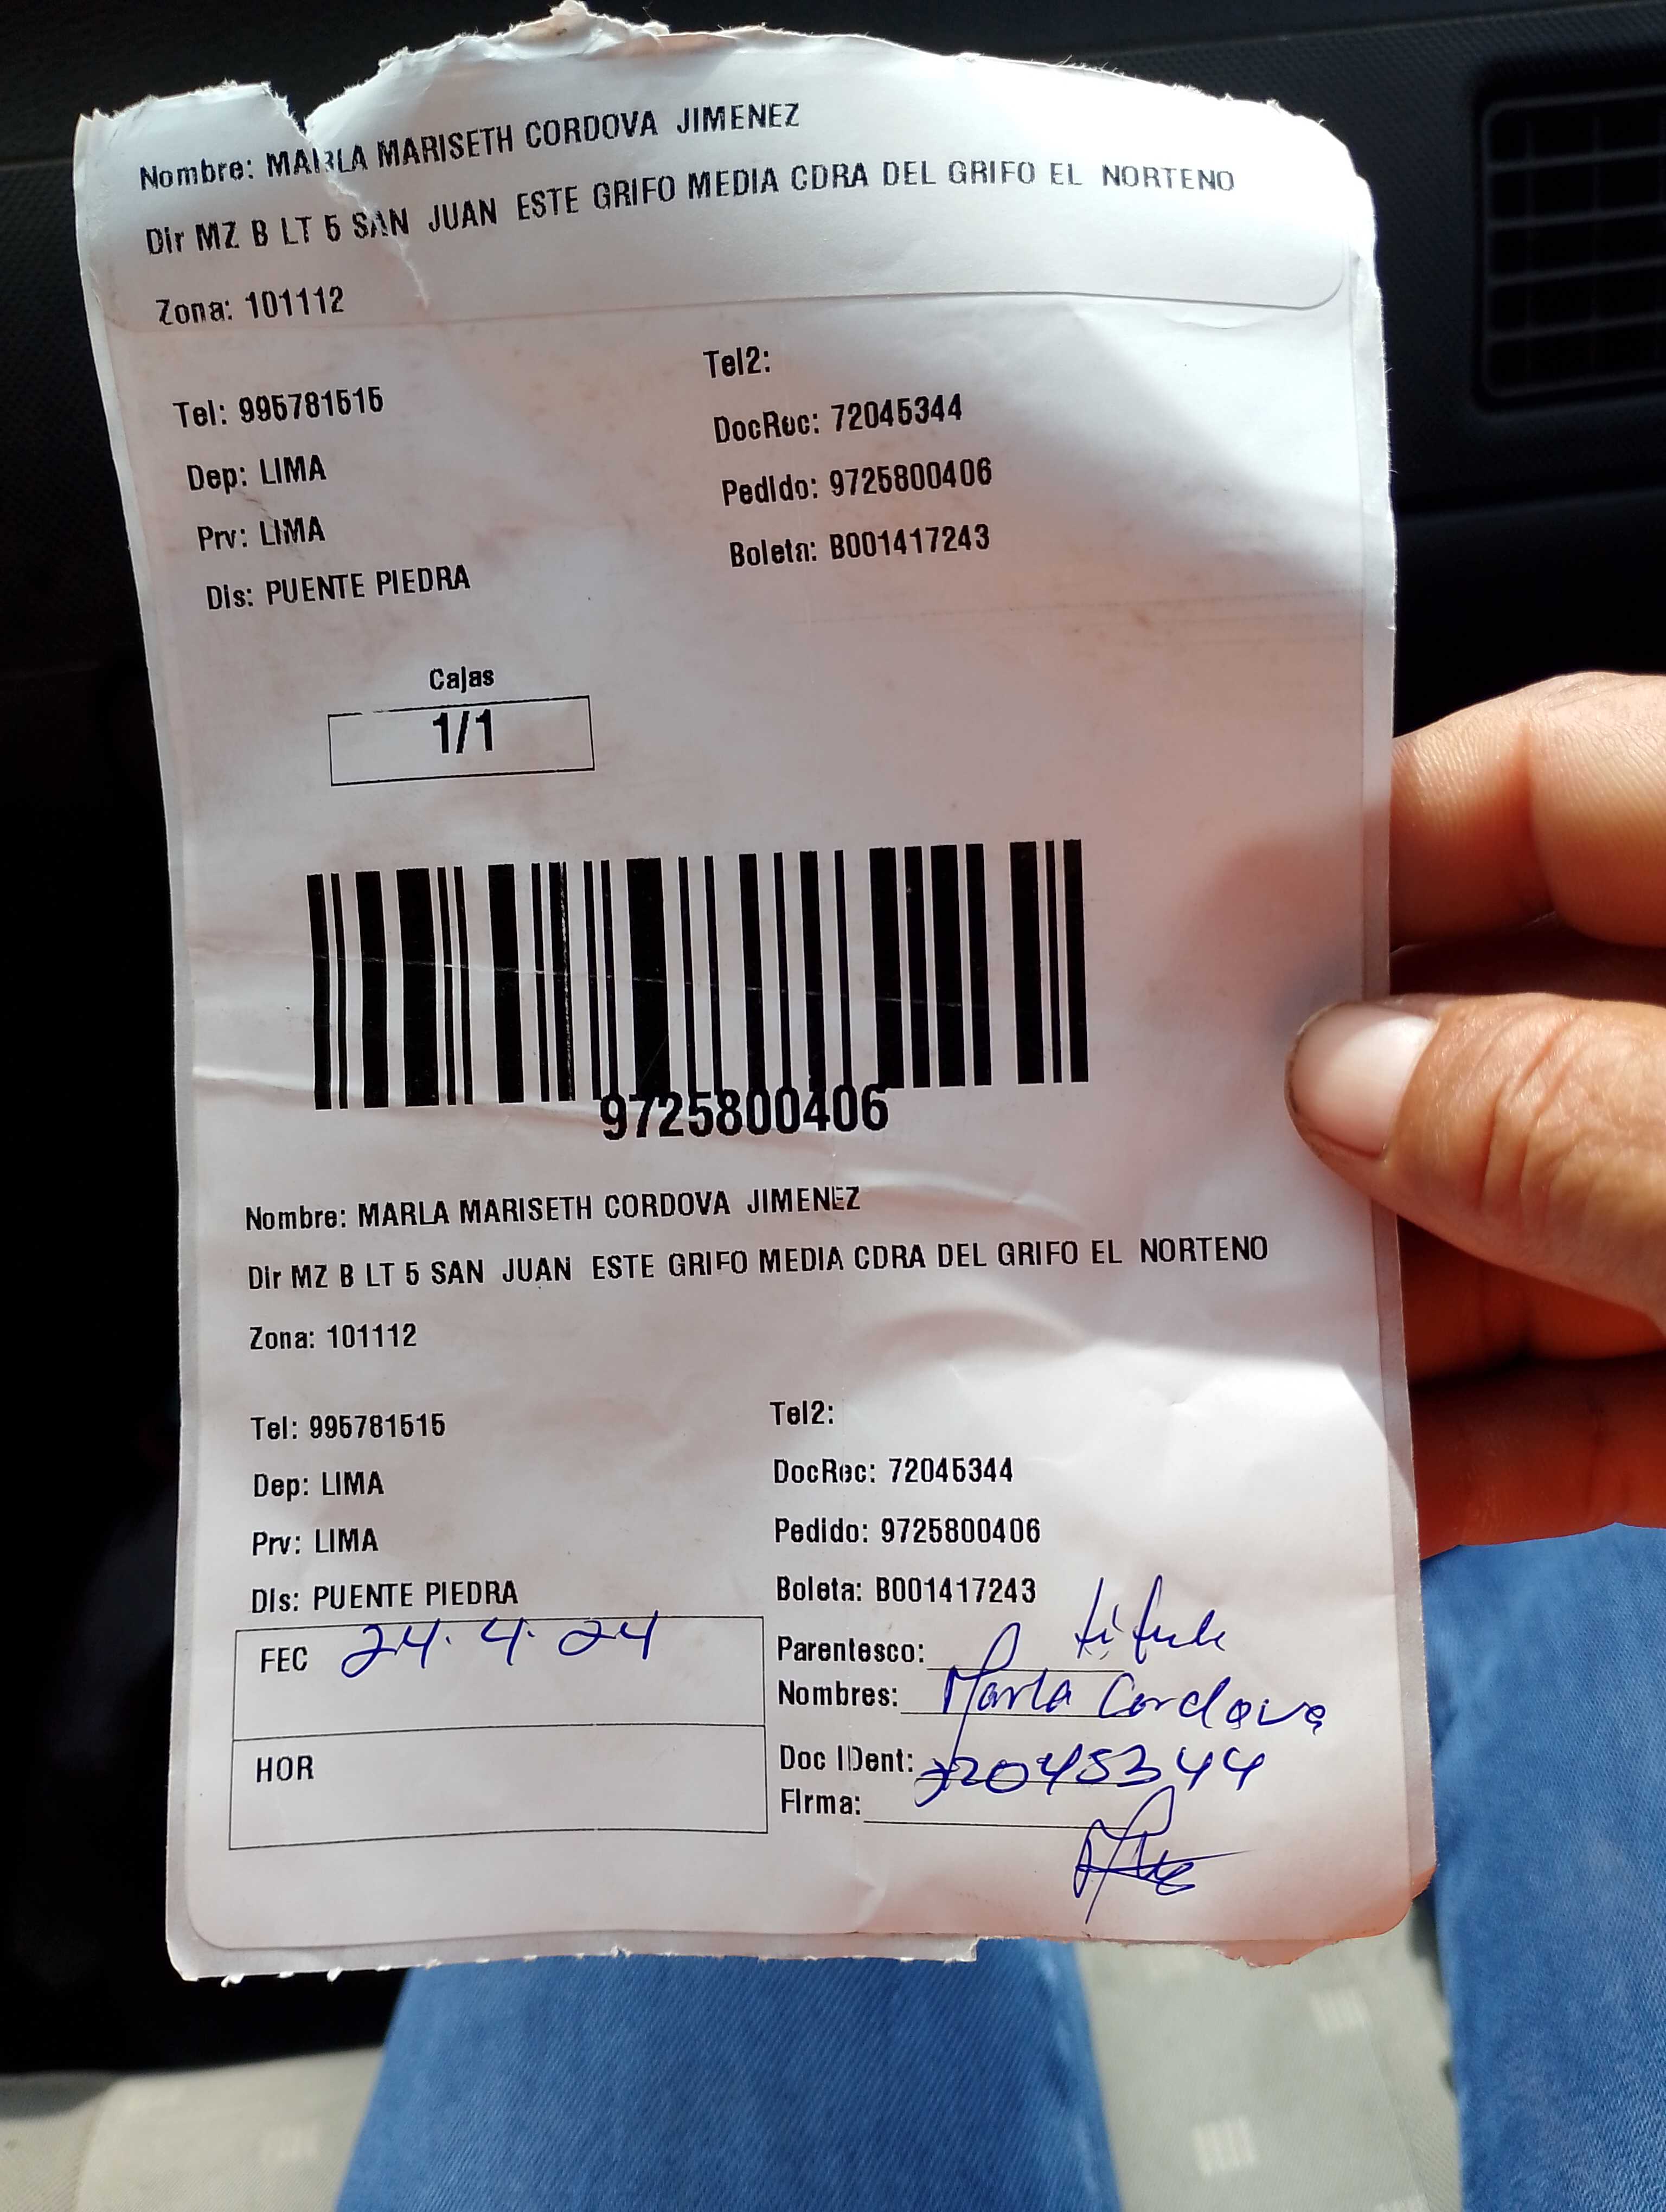 Nombre: MARLA MARISETH CORDOVA JIMENEZ
Dir MZ B LT 5 SAN JUAN ESTE GRIFO MEDIA CDRA DEL GRIFO EL NORTENO
Zona: 101112
Tel2:
Tel: 995781515
DocRec: 72045344
Dep: LIMA
Pedido: 9725800406
Prv: LIMA
Boleta: B001417243
Dis: PUENTE PIEDRA
Cajas
1/1
9725800406
Nombre: MARLA MARISETH CORDOVA JIMENEZ
Dir MZ B LT 5 SAN JUAN ESTE GRIFO MEDIA CDRA DEL GRIFO EL NORTENO
Zona: 101112
Tel: 995781515 Tel2:
Dep: LIMA DocRec: 72045344
Prv: LIMA Pedido: 9725800406
Dis: PUENTE PIEDRA Boleta: B001417243
FEC 24.4.24
Parentesco:
Nombres: Marla Cordova
HOR
Doc IDent: 72045344
Firma: